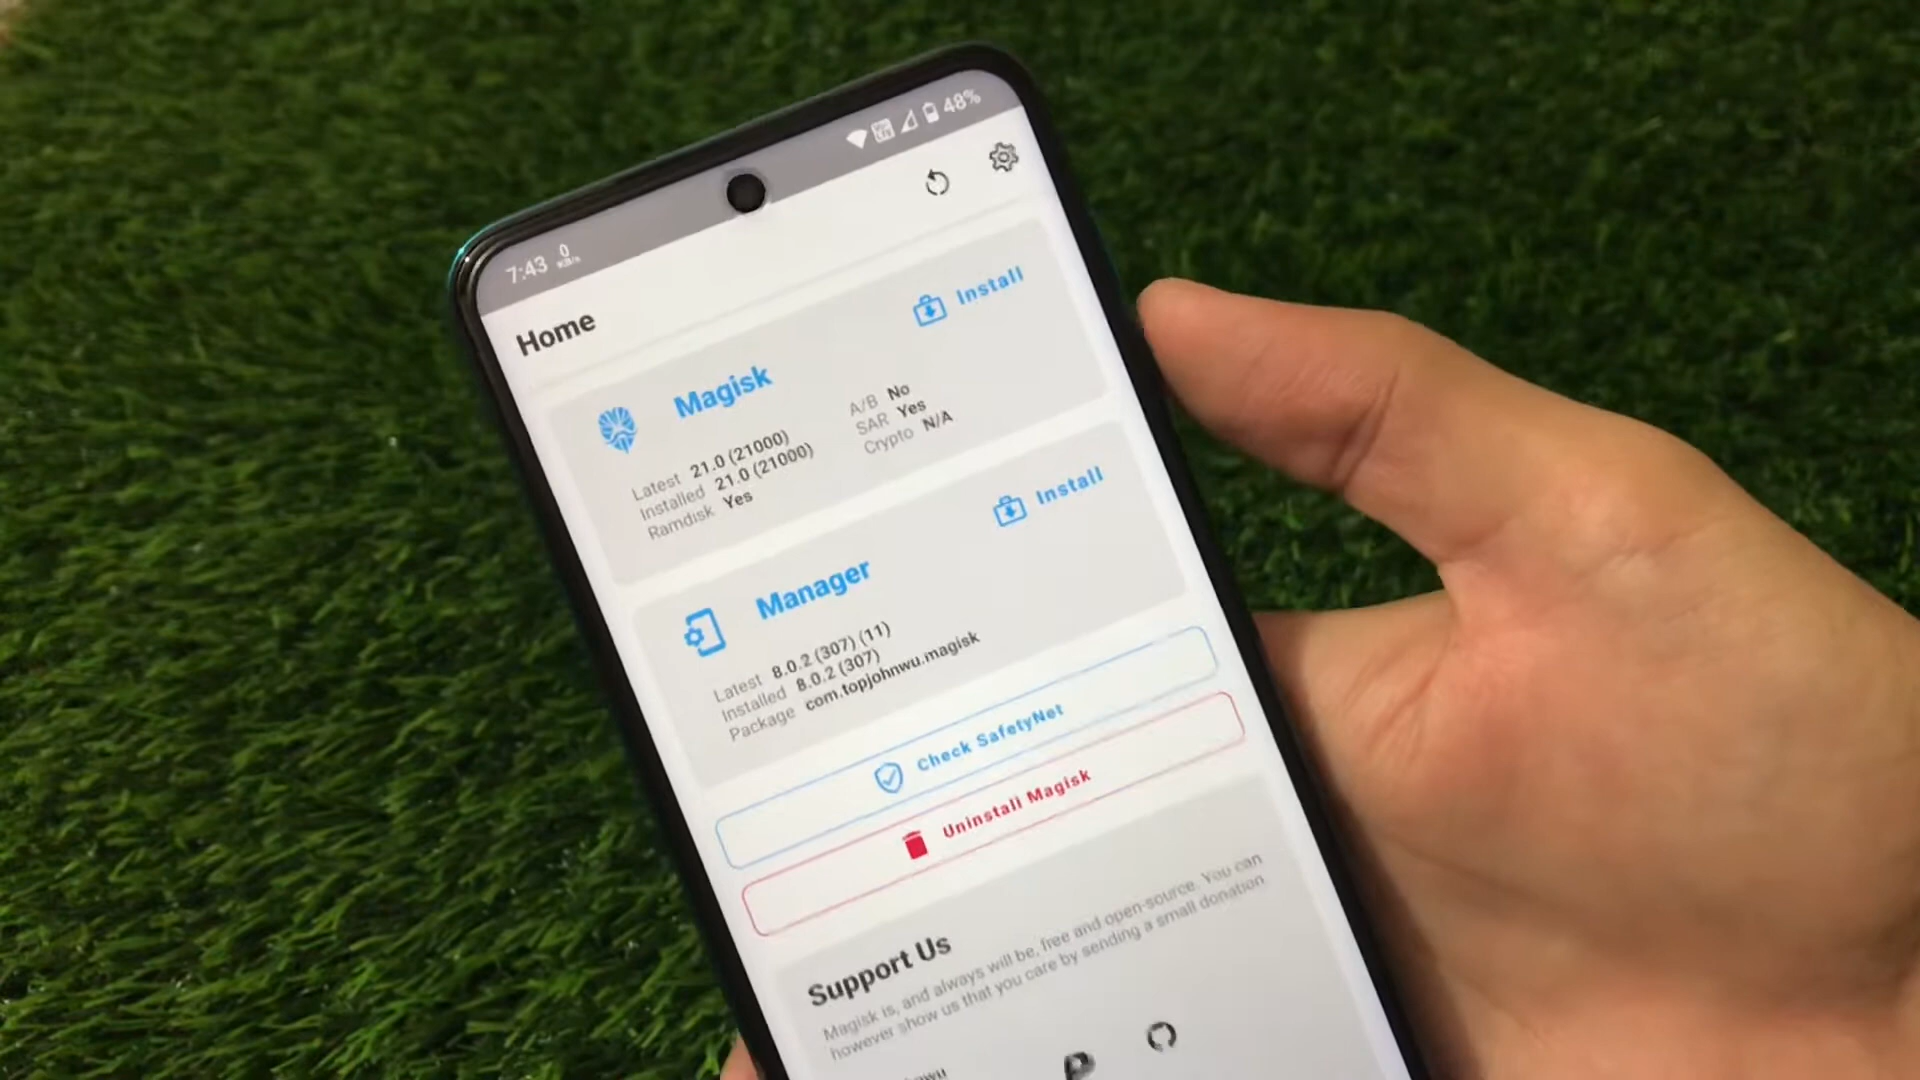 7:43 0 KB/s 48%
Home
Magisk
Install
Latest 21.0 (21000)
Installed 21.0 (21000)
Ramdisk Yes
A/B No
SAR Yes
Crypto N/A
Manager
Install
Latest 8.0.2 (307) (11)
Installed 8.0.2 (307)
Package com.topjohnwu.magisk
Check SafetyNet
Uninstall Magisk
Support Us
Magisk is, and always will be, free and open-source. You can
however show us that you care by sending a small donation